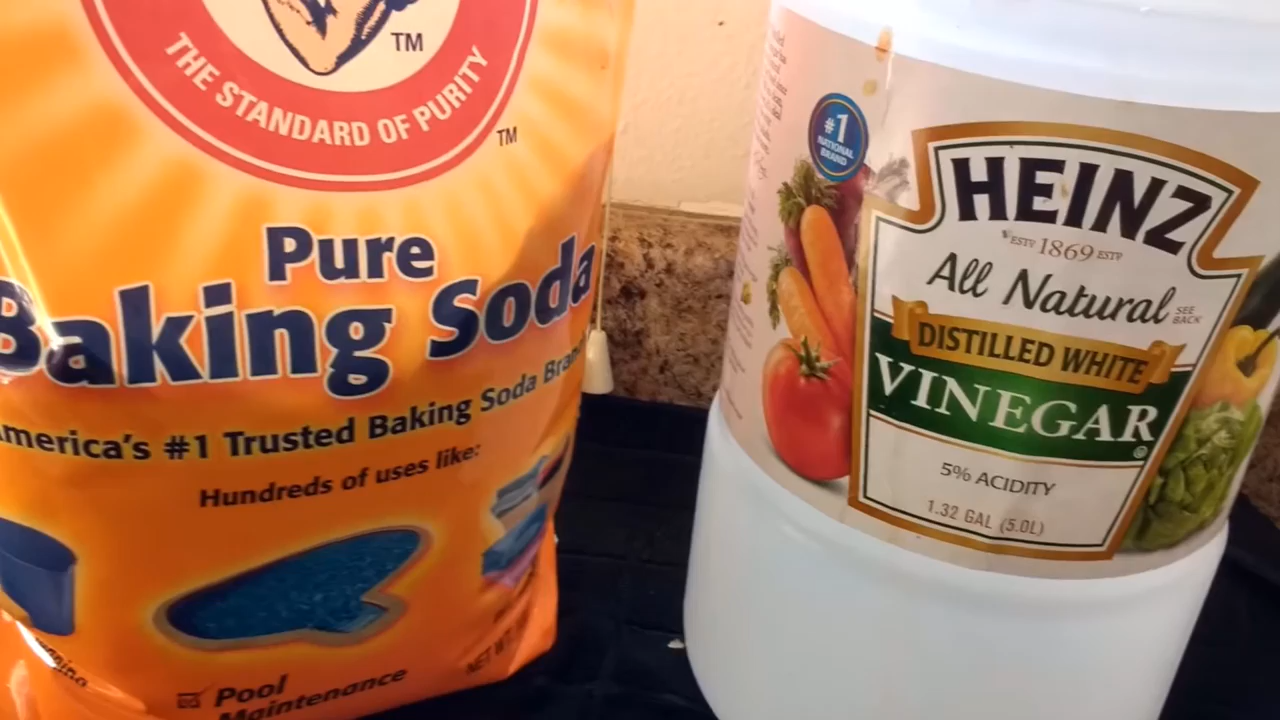 THE STANDARD OF PURITY
TM
TM
Pure
Baking Soda
America's #1 Trusted Baking Soda Bran
Hundreds of uses like:
Pool
Maintenance
NET W
#1
NATIONAL
BRAND
HEINZ
ESTD 1869 ESTD
All Natural
SEE
BACK
DISTILLED WHITE
VINEGAR®
5% ACIDITY
1.32 GAL (5.0L)